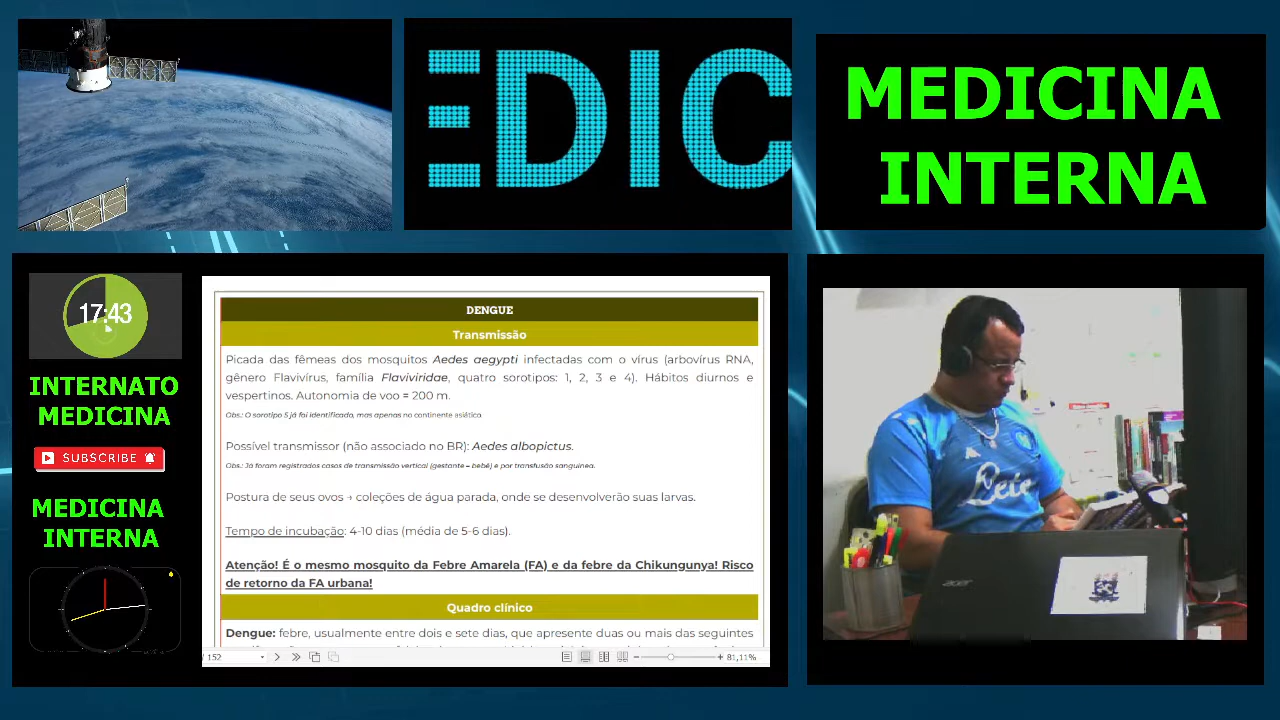 EDIC
MEDICINA
INTERNA
17:43
INTERNATO
MEDICINA
SUBSCRIBE
MEDICINA
INTERNA
DENGUE
Transmissão
Picada das fêmeas dos mosquitos Aedes aegypti infectadas com o vírus (arbovírus RNA,
gênero Flavivírus, família Flaviviridae, quatro sorotipos: 1, 2, 3 e 4). Hábitos diurnos e
vespertinos. Autonomia de voo = 200 m.
Obs.: O sorotipo 5 já foi identificado, mas apenas no continente asiático.
Possível transmissor (não associado no BR): Aedes albopictus.
Obs.: Já foram registrados casos de transmissão vertical (gestante – bebê) e por transfusão sanguínea.
Postura de seus ovos → coleções de água parada, onde se desenvolverão suas larvas.
Tempo de incubação: 4-10 dias (média de 5-6 dias).
Atenção! É o mesmo mosquito da Febre Amarela (FA) e da febre da Chikungunya! Risco
de retorno da FA urbana!
Quadro clínico
Dengue: febre, usualmente entre dois e sete dias, que apresente duas ou mais das seguintes
/ 152
81,11%
acer
Lete